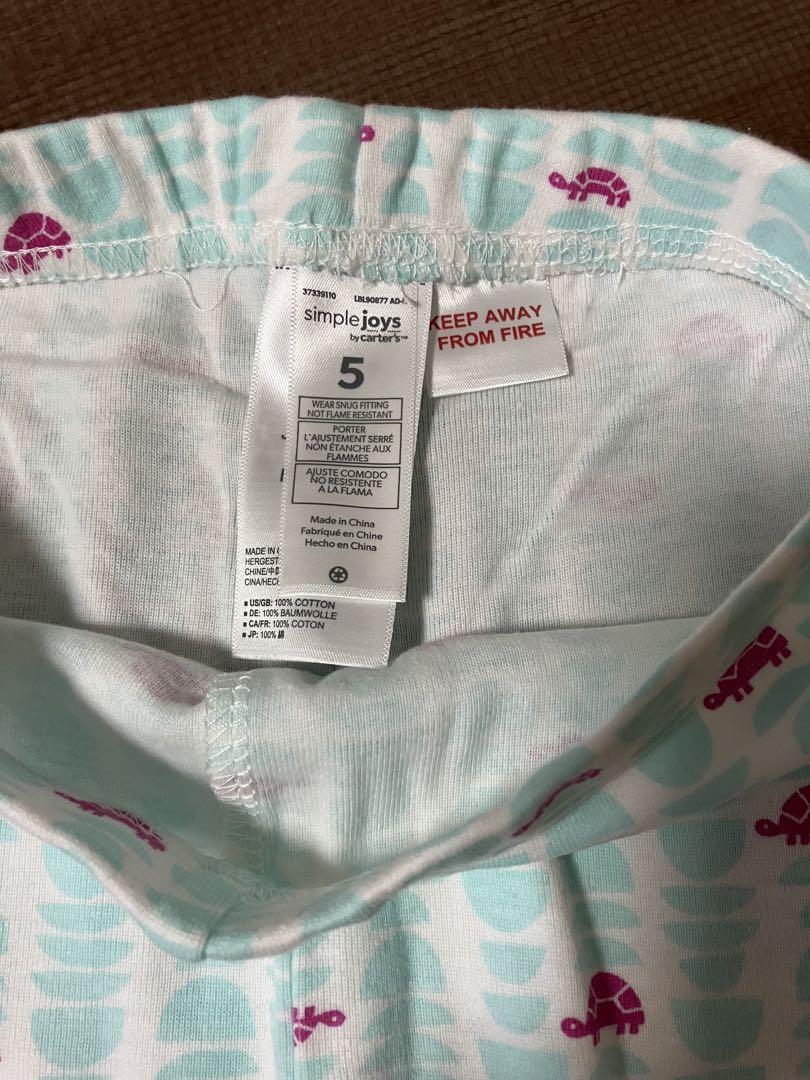 37339110 LBL90877 AD-
simple joys
by carter's™
5
WEAR SNUG FITTING
NOT FLAME RESISTANT
PORTER
L'AJUSTEMENT SERRÉ
NON ÉTANCHE AUX
FLAMMES
AJUSTE COMODO
NO RESISTENTE
A LA FLAMA
Made in China
Fabriqué en Chine
Hecho en China
KEEP AWAY
FROM FIRE
MADE IN
HERGEST
CHINE/中
CINA/HEC
■ US/GB: 100% COTTON
■ DE: 100% BAUMWOLLE
■ CA/FR: 100% COTON
■ JP: 100% 綿